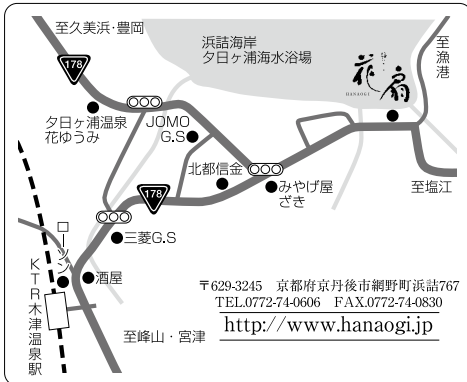 至久美浜・豊岡
浜詰海岸
夕日ヶ浦海水浴場
至漁港
178
花扇
HANAOGI
夕日ヶ浦温泉
花ゆうみ
JOMO
G.S
北都信金
みやげ屋
ざき
至塩江
178
三菱G.S
ローソン
酒屋
KTR木津温泉駅
至峰山・宮津
〒629-3245 京都府京丹後市網野町浜詰767
TEL.0772-74-0606 FAX.0772-74-0830
http://www.hanaogi.jp